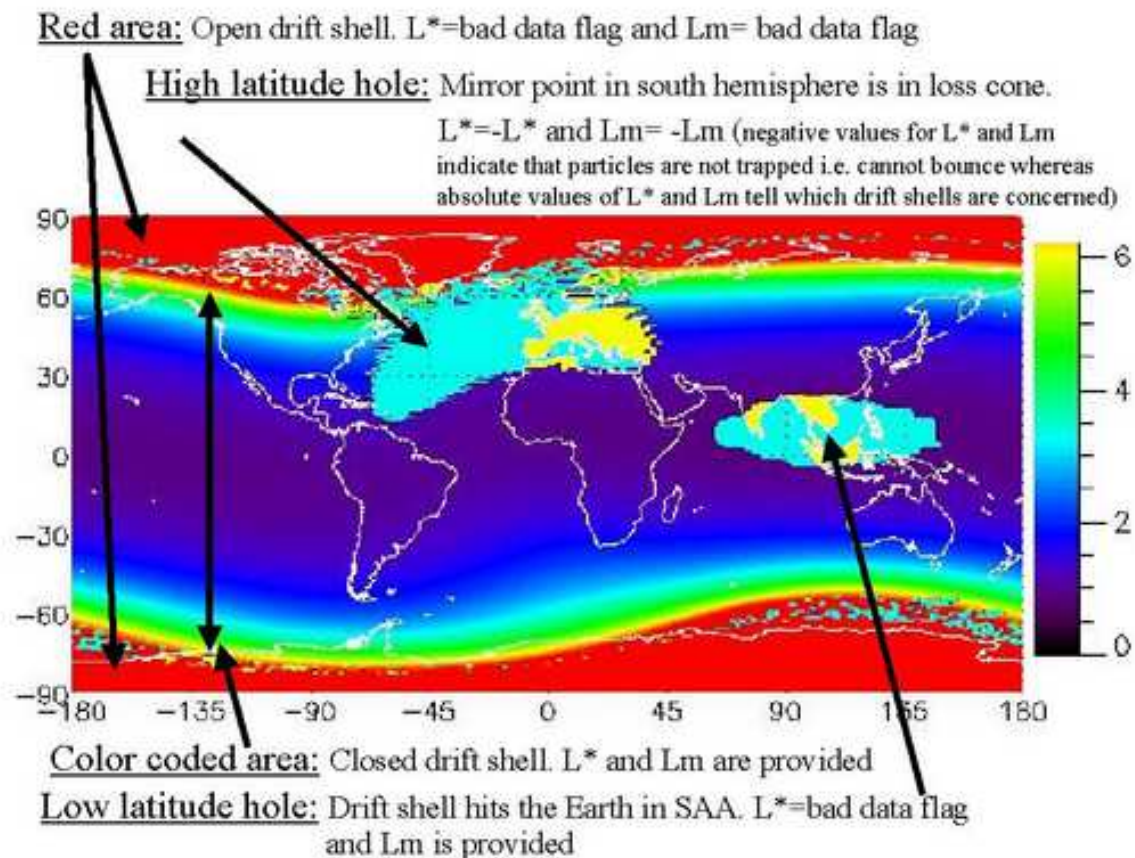 Red area: Open drift shell. L*=bad data flag and Lm= bad data flag
High latitude hole: Mirror point in south hemisphere is in loss cone.
L*=-L* and Lm= -Lm (negative values for L* and Lm
indicate that particles are not trapped i.e. cannot bounce whereas
absolute values of L* and Lm tell which drift shells are concerned)
90
60
30
0
-30
-60
-90
6
4
2
0
-180 -135 -90 -45 0 45 90 135 180
Color coded area: Closed drift shell. L* and Lm are provided
Low latitude hole: Drift shell hits the Earth in SAA. L*=bad data flag
and Lm is provided